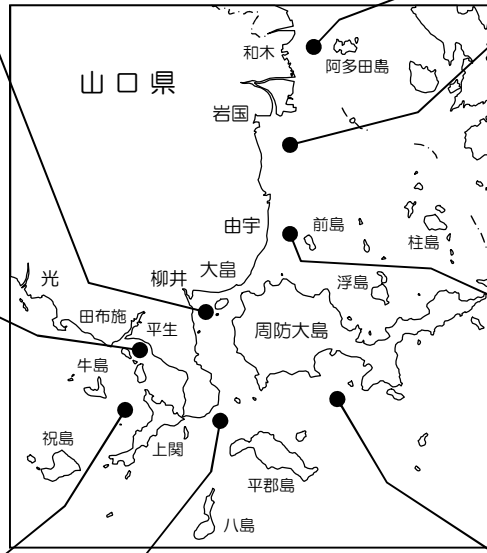 和木
阿多田島
山口県
岩国
由宇
前島
柱島
大畠
柳井
浮島
光
田布施
平生
周防大島
牛島
祝島
上関
平郡島
八島